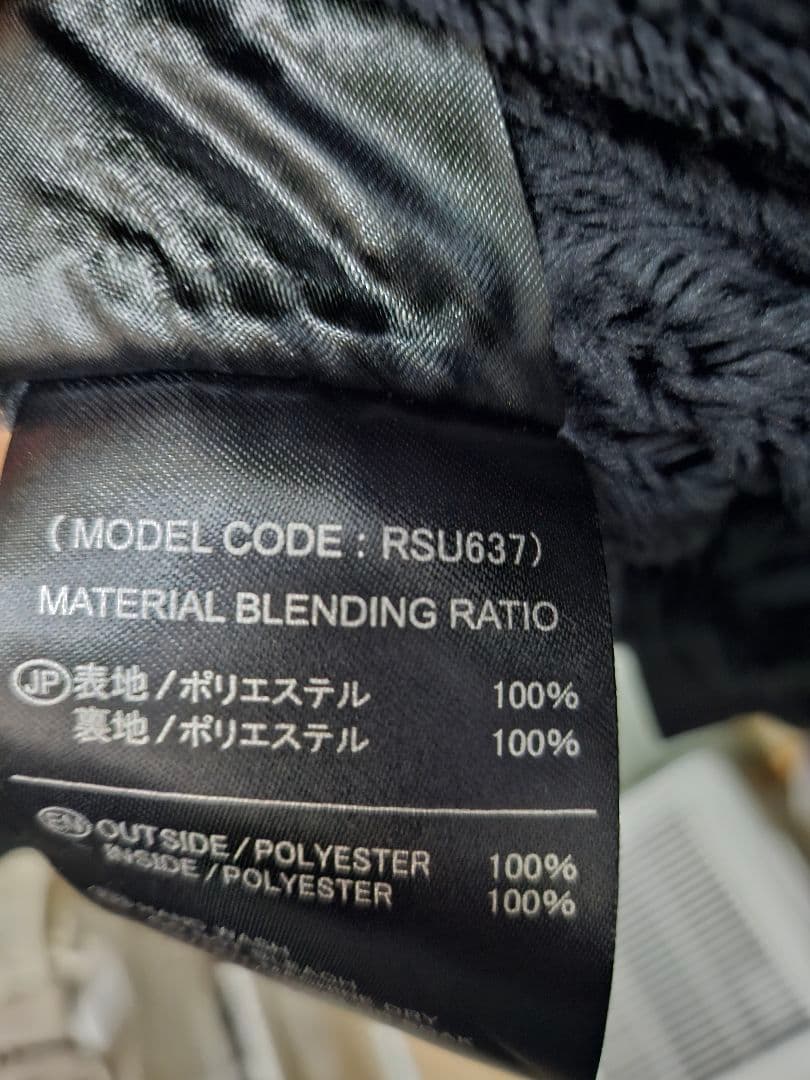 (MODEL CODE : RSU637)
MATERIAL BLENDING RATIO
JP 表地/ポリエステル 100%
裏地/ポリエステル 100%
EN OUTSIDE/POLYESTER 100%
INSIDE/POLYESTER 100%